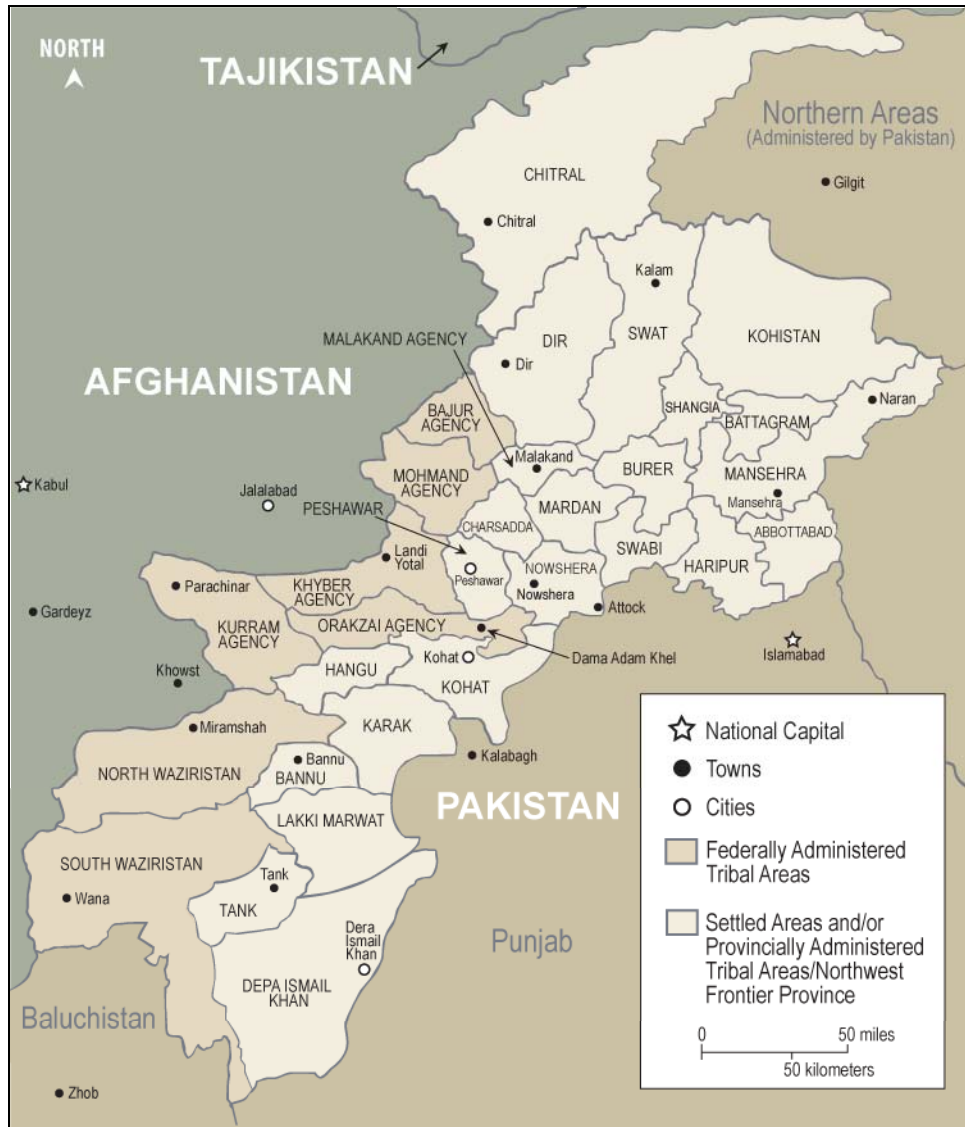 NORTH
TAJIKISTAN
Northern Areas
(Administered by Pakistan)
Gilgit
CHITRAL
Chitral
Kalam
DIR
SWAT
KOHISTAN
MALAKAND AGENCY
Dir
AFGHANISTAN
Naran
SHANGIA
BAJUR
AGENCY
BATTAGRAM
Malakand
BURER
MANSEHRA
Mansehra
MOHMAND
AGENCY
Kabul
Jalalabad
PESHAWAR
MARDAN
CHARSADDA
ABBOTTABAD
SWABI
HARIPUR
Landi
Yotal
NOWSHERA
Peshawar
Nowshera
Parachinar
KHYBER
AGENCY
Attock
Gardeyz
KURRAM
AGENCY
ORAKZAI AGENCY
Dama Adam Khel
Islamabad
Kohat
HANGU
KOHAT
Khowst
Miramshah
KARAK
Kalabagh
Bannu
BANNU
NORTH WAZIRISTAN
PAKISTAN
LAKKI MARWAT
SOUTH WAZIRISTAN
Tank
Wana
TANK
Dera
Ismail
Khan
Punjab
DEPA ISMAIL
KHAN
Baluchistan
Zhob
National Capital
Towns
Cities
Federally Administered
Tribal Areas
Settled Areas and/or
Provincially Administered
Tribal Areas/Northwest
Frontier Province
0 50 miles
50 kilometers